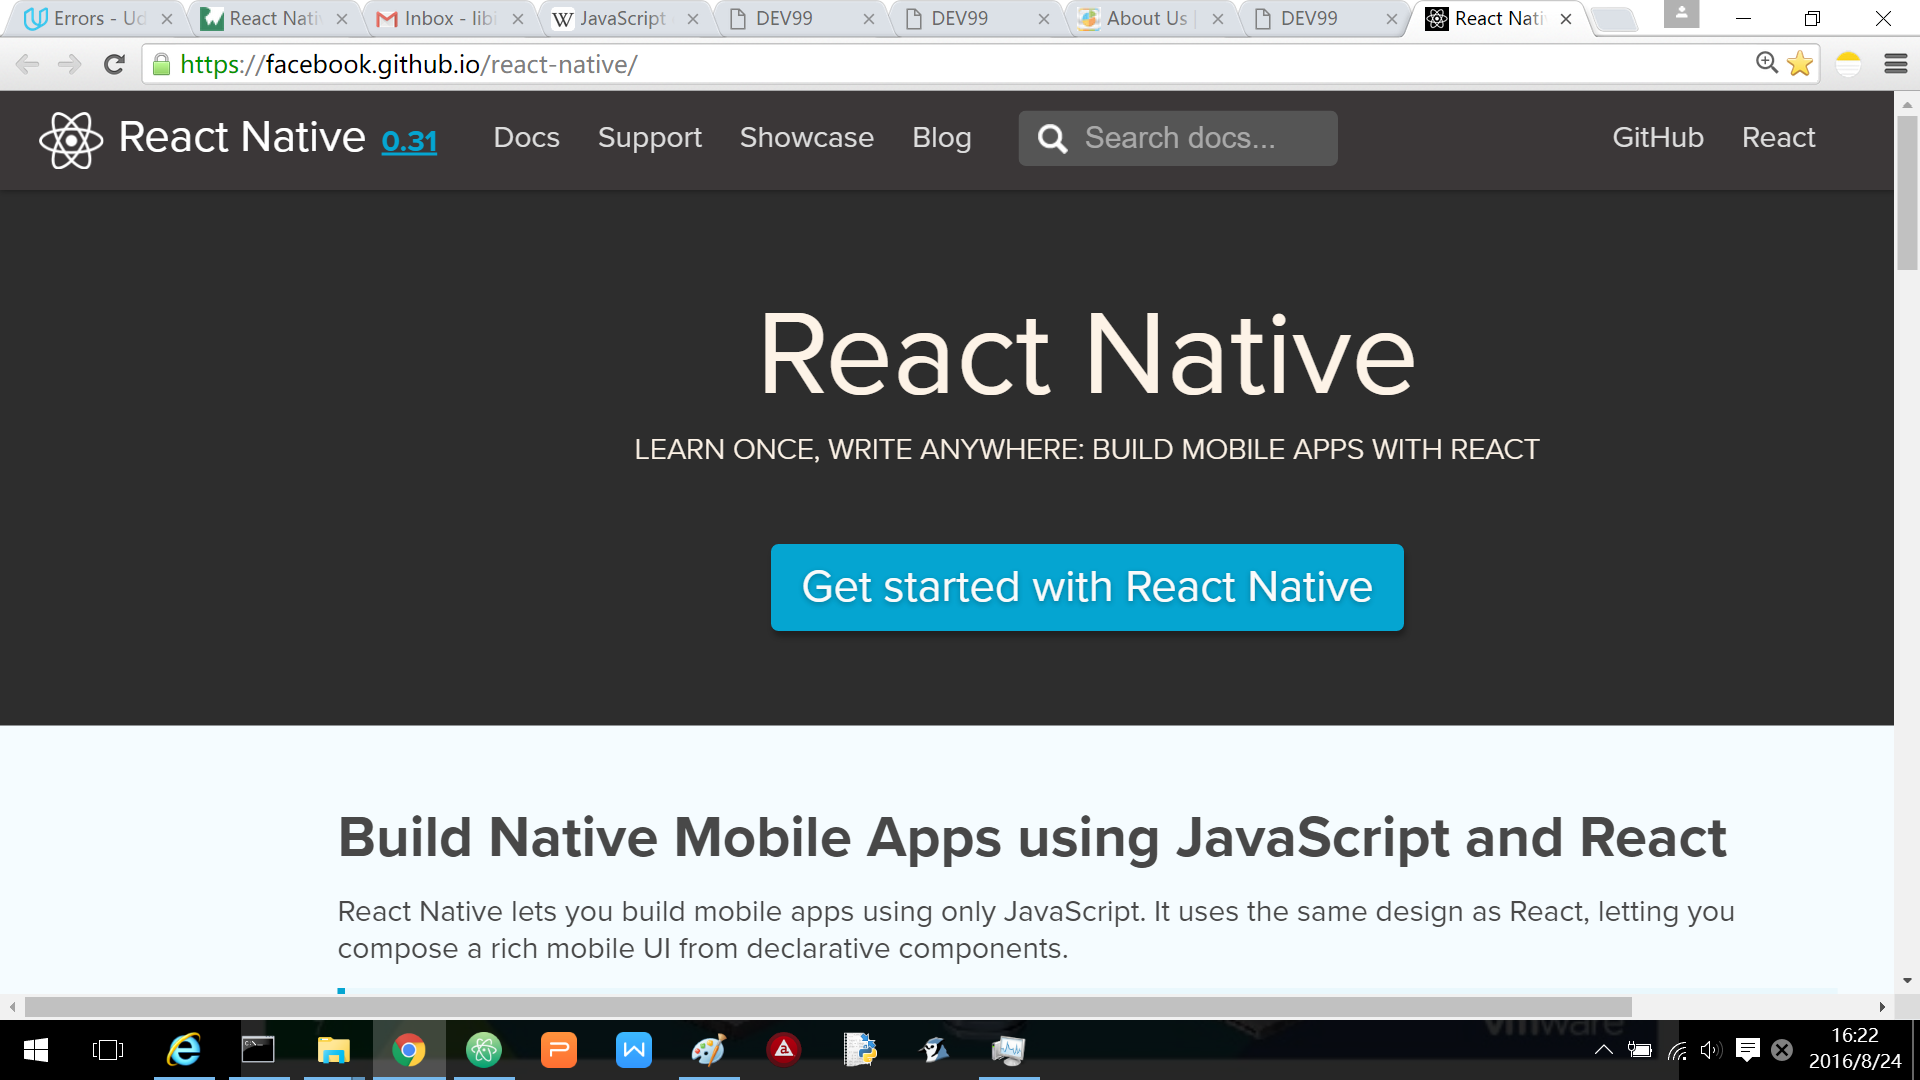 Errors - Ud
React Nati
Inbox - libi
JavaScript
DEV99
DEV99
About Us |
DEV99
React Nati
https://facebook.github.io/react-native/
React Native 0.31 Docs Support Showcase Blog Search docs... GitHub React
React Native
LEARN ONCE, WRITE ANYWHERE: BUILD MOBILE APPS WITH REACT
Get started with React Native
Build Native Mobile Apps using JavaScript and React
React Native lets you build mobile apps using only JavaScript. It uses the same design as React, letting you
compose a rich mobile UI from declarative components.
vmware
16:22
2016/8/24